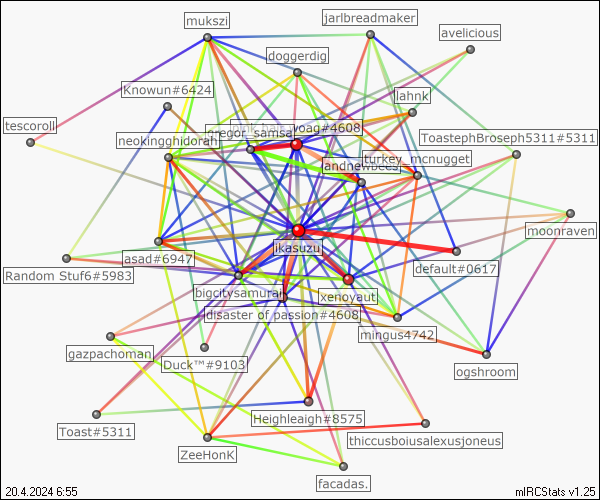 mukszi
jarlbreadmaker
avelicious
doggerdig
Knowun#6424
lahnk
tescoroll
gregor_samsa
woag#4608
neokingghidorah
ToastephBroseph5311#5311
turkey_mcnugget
andnewbees
moonraven
jkasuzu
asad#6947
default#0617
Random Stuf6#5983
bigcitysamurai
xenoyaut
disaster of passion#4608
mingus4742
gazpachoman
Duck™#9103
ogshroom
Heighleaigh#8575
Toast#5311
thiccusboiusalexusjoneus
ZeeHonK
facadas.
20.4.2024 6:55
mIRCStats v1.25